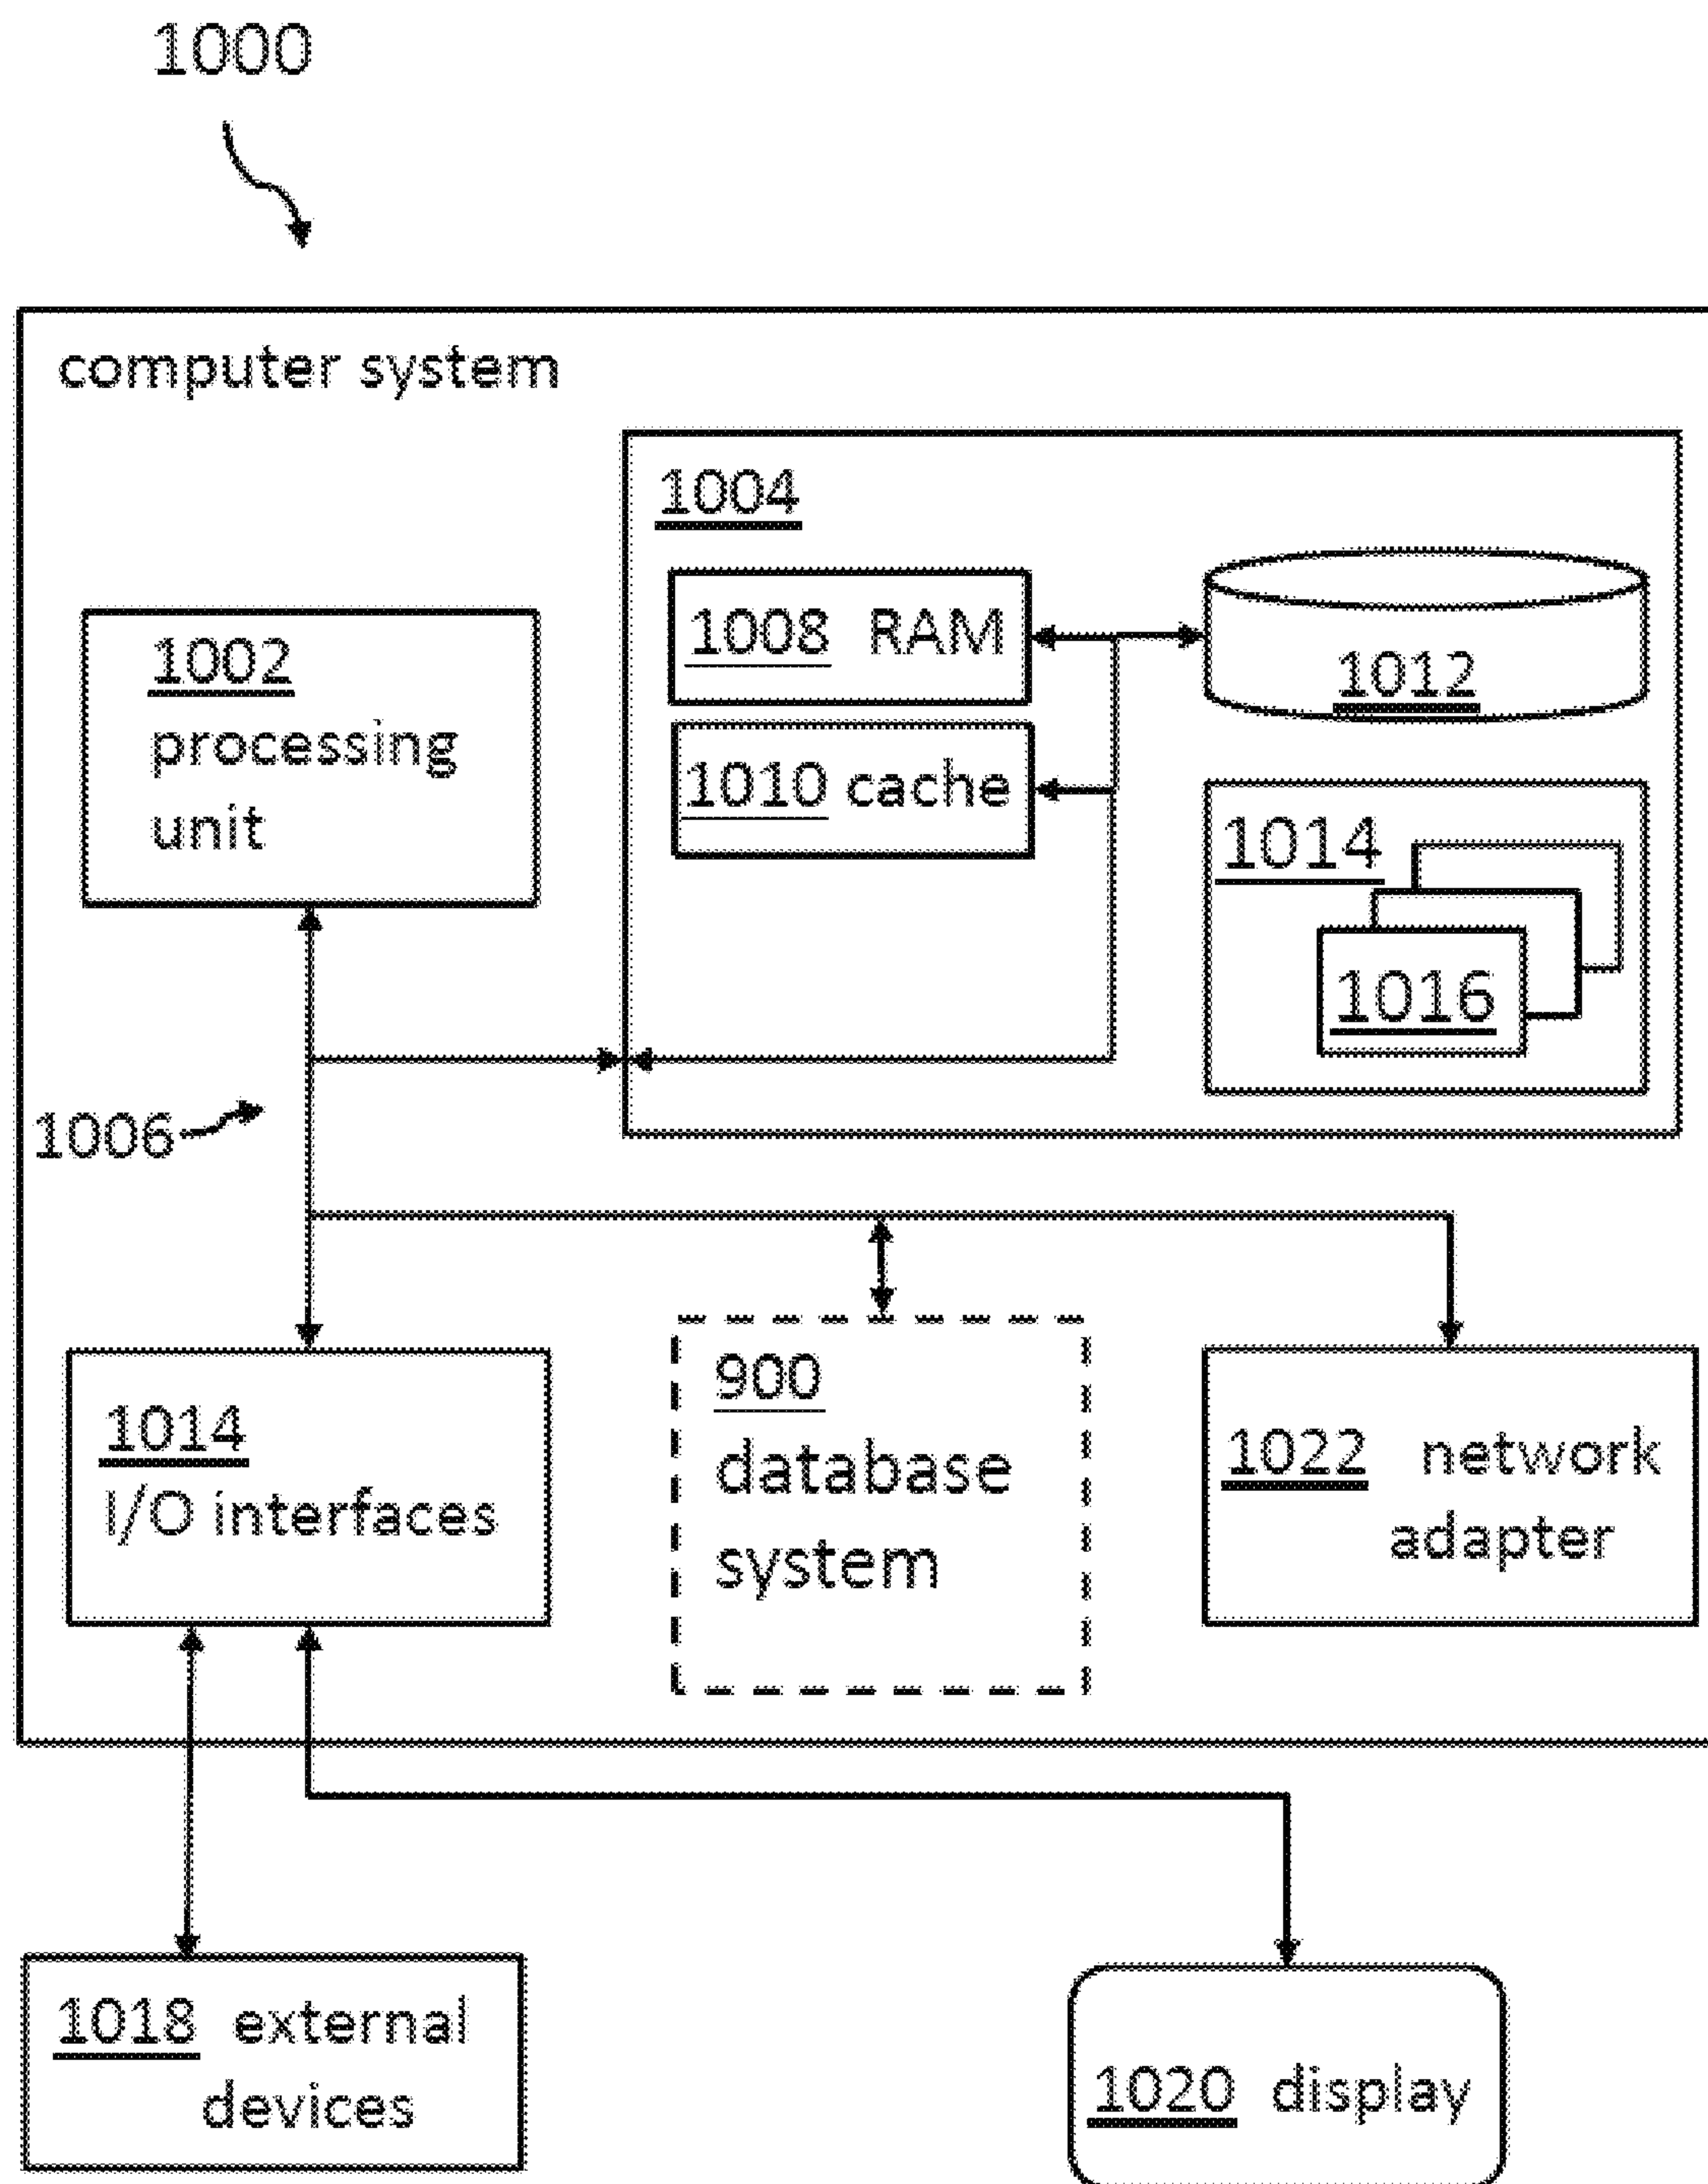 1000
computer system
1004
1008 RAM
1012
1002
processing
unit
1010 cache
1014
1016
1006
1014
I/O interfaces
900
database
system
1022 network
adapter
1018 external
devices
1020 display